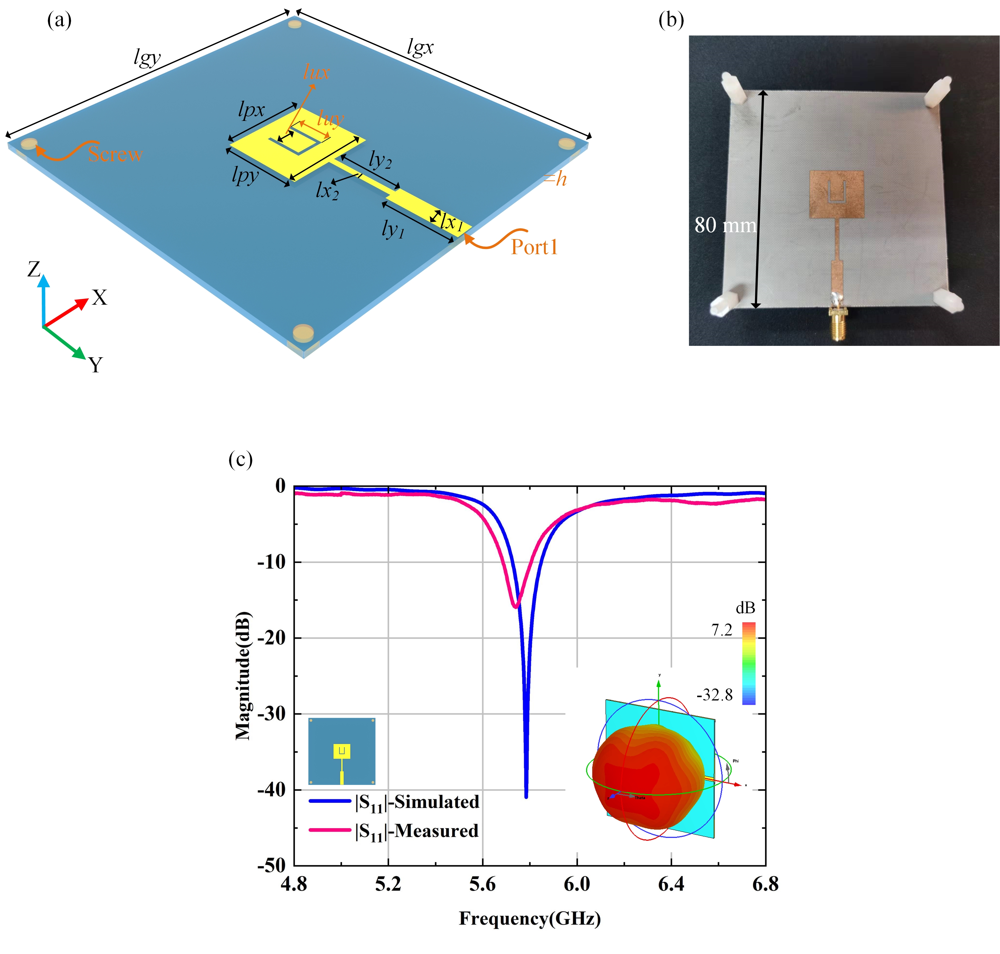 (a)
(b)
lgy
lgx
lux
lpx
luy
Screw
ly2
lpy
lx2
=h
lx1
ly1
Port1
80 mm
Z
X
Y
(c)
0
-10
-20
-30
-40
-50
Magnitude(dB)
dB
7.2
-32.8
y
Phi
x
z
Theta
|S11|-Simulated
|S11|-Measured
4.8 5.2 5.6 6.0 6.4 6.8
Frequency(GHz)